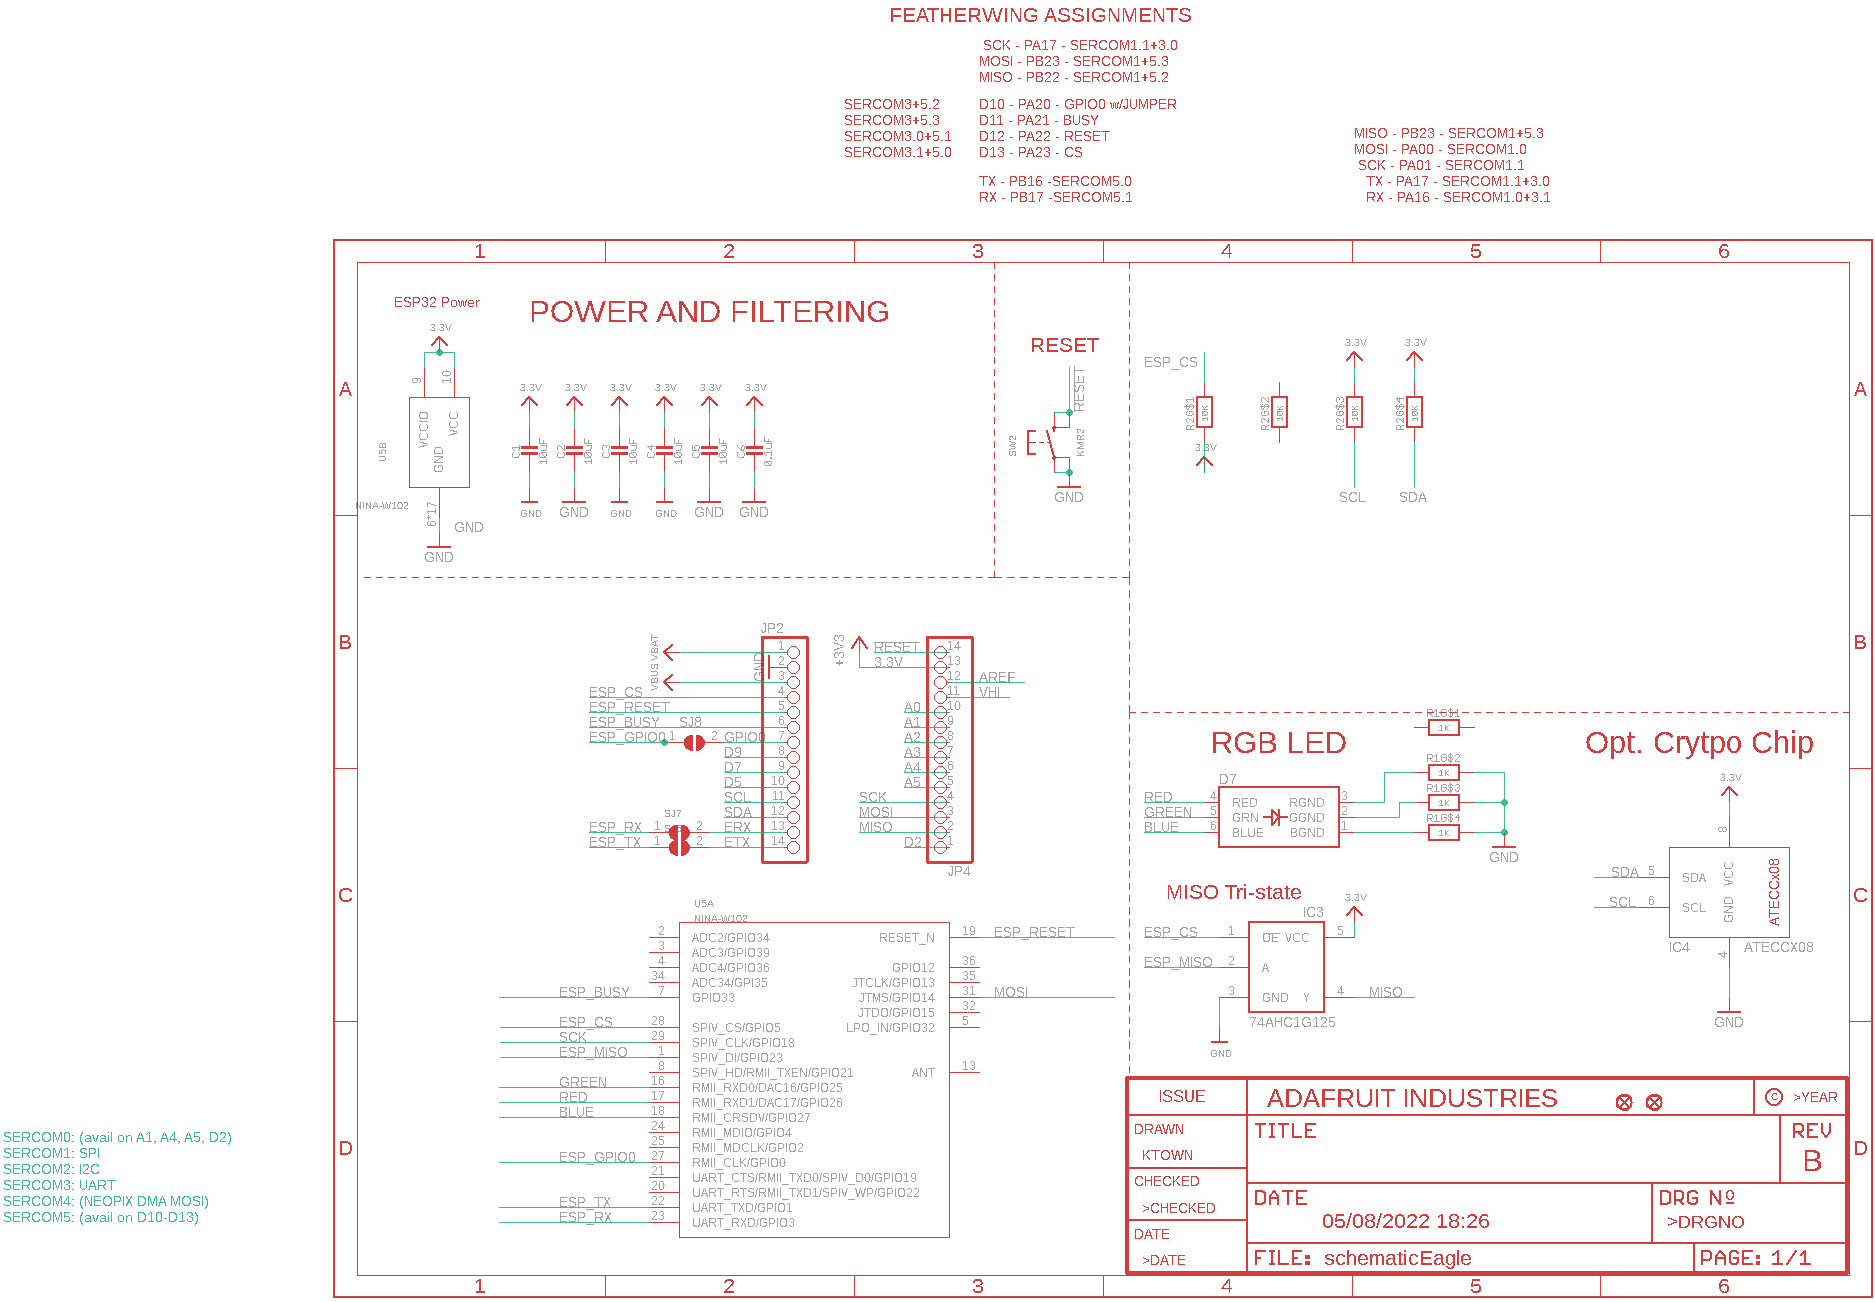 FEATHERWING ASSIGNMENTS
SCK - PA17 - SERCOM1.1+3.0
MOSI - PB23 - SERCOM1+5.3
MISO - PB22 - SERCOM1+5.2
SERCOM3+5.2 D10 - PA20 - GPIO0 w/JUMPER
SERCOM3+5.3 D11 - PA21 - BUSY
SERCOM3.0+5.1 D12 - PA22 - RESET
SERCOM3.1+5.0 D13 - PA23 - CS
TX - PB16 -SERCOM5.0
RX - PB17 -SERCOM5.1
MISO - PB23 - SERCOM1+5.3
MOSI - PA00 - SERCOM1.0
SCK - PA01 - SERCOM1.1
TX - PA17 - SERCOM1.1+3.0
RX - PA16 - SERCOM1.0+3.1
1 2 3 4 5 6
A
A
ESP32 Power
3.3V
9
10
VCCIO
VCC
GND
U5B
NINA-W102
6*17
GND
GND
POWER AND FILTERING
3.3V 3.3V 3.3V 3.3V 3.3V 3.3V
C1 10uF
C2 10uF
C3 10uF
C4 10uF
C5 10uF
C6 0.1uF
GND GND GND GND GND GND
RESET
RESET
SW2
KMR2
GND
ESP_CS
R2G$1 10K
3.3V
R2G$2 10K
3.3V
R2G$3 10K
SCL
3.3V
R2G$4 10K
SDA
B
B
JP2
VBAT 1
GND 2
VBUS 3
ESP_CS 4
ESP_RESET 5
ESP_BUSY 6
SJ8
ESP_GPIO0 1 2 GPIO0 7
D9 8
D7 9
D5 10
SCL 11
SDA 12
SJ7
ESP_RX 1 2 ERX 13
ESP_TX 1 2 ETX 14
+3V3
RESET 14
3.3V 13
12 AREF
11 VHI
A0 10
A1 9
A2 8
A3 7
A4 6
A5 5
SCK 4
MOSI 3
MISO 2
D2 1
JP4
RGB LED
D7
RED 4 RED RGND 3
GREEN 5 GRN GGND 2
BLUE 6 BLUE BGND 1
R1G$1
1K
R1G$2
1K
R1G$3
1K
R1G$4
1K
GND
Opt. Crytpo Chip
3.3V
8
SDA 5 SDA
SCL 6 SCL
VCC
GND
ATECCx08
IC4
4
ATECCX08
GND
C
C
MISO Tri-state
IC3
3.3V
ESP_CS 1 OE VCC 5
ESP_MISO 2 A
3 GND Y 4 MISO
74AHC1G125
GND
U5A
NINA-W102
2 ADC2/GPIO34
3 ADC3/GPIO39
4 ADC4/GPIO36
34 ADC34/GPI35
ESP_BUSY 7 GPIO33
ESP_CS 28 SPIV_CS/GPIO5
SCK 29 SPIV_CLK/GPIO18
ESP_MISO 1 SPIV_DI/GPIO23
8 SPIV_HD/RMII_TXEN/GPIO21
GREEN 16 RMII_RXD0/DAC16/GPIO25
RED 17 RMII_RXD1/DAC17/GPIO26
BLUE 18 RMII_CRSDV/GPIO27
24 RMII_MDIO/GPIO4
25 RMII_MDCLK/GPIO2
ESP_GPIO0 27 RMII_CLK/GPIO0
21 UART_CTS/RMII_TXD0/SPIV_D0/GPIO19
20 UART_RTS/RMII_TXD1/SPIV_WP/GPIO22
ESP_TX 22 UART_TXD/GPIO1
ESP_RX 23 UART_RXD/GPIO3
RESET_N 19 ESP_RESET
GPIO12 36
JTCLK/GPIO13 35
JTMS/GPIO14 31 MOSI
JTDO/GPIO15 32
LPO_IN/GPIO32 5
ANT 13
D
D
SERCOM0: (avail on A1, A4, A5, D2)
SERCOM1: SPI
SERCOM2: I2C
SERCOM3: UART
SERCOM4: (NEOPIX DMA MOSI)
SERCOM5: (avail on D10-D13)
ISSUE
ADAFRUIT INDUSTRIES
© >YEAR
DRAWN
KTOWN
TITLE
REV
B
CHECKED
>CHECKED
DATE
05/08/2022 18:26
DRG Nº
>DRGNO
DATE
>DATE
FILE: schematicEagle
PAGE: 1/1
1 2 3 4 5 6